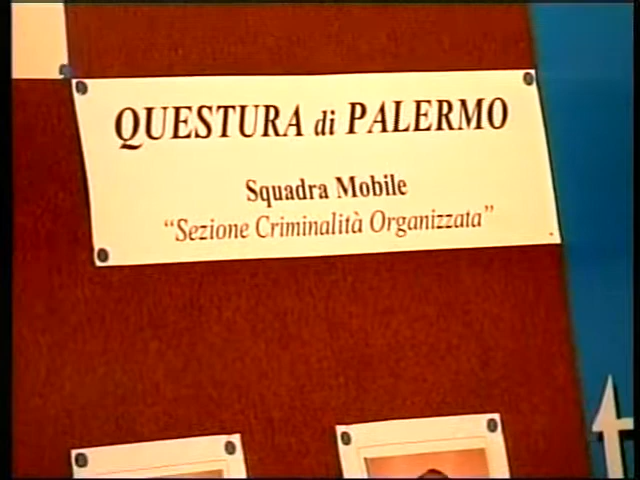 QUESTURA di PALERMO
Squadra Mobile
“Sezione Criminalità Organizzata”